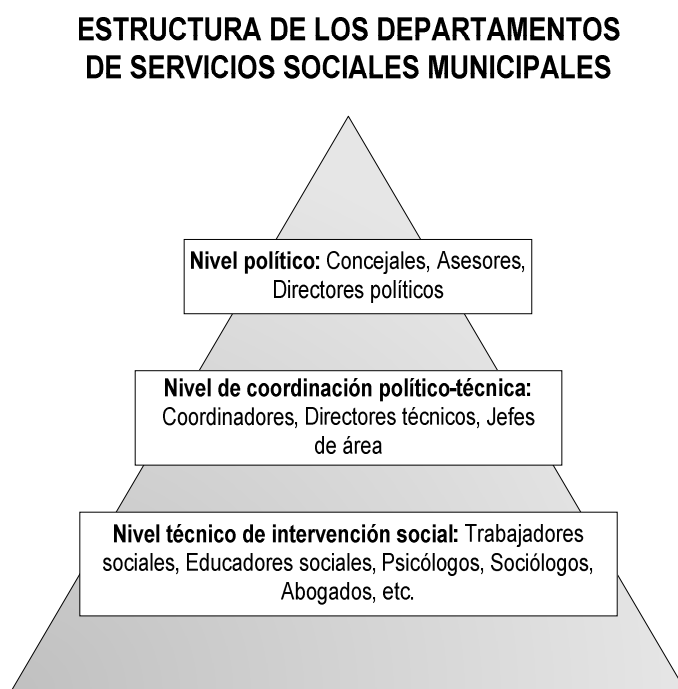 ESTRUCTURA DE LOS DEPARTAMENTOS
DE SERVICIOS SOCIALES MUNICIPALES
Nivel político: Concejales, Asesores,
Directores políticos
Nivel de coordinación político-técnica:
Coordinadores, Directores técnicos, Jefes
de área
Nivel técnico de intervención social: Trabajadores
sociales, Educadores sociales, Psicólogos, Sociólogos,
Abogados, etc.